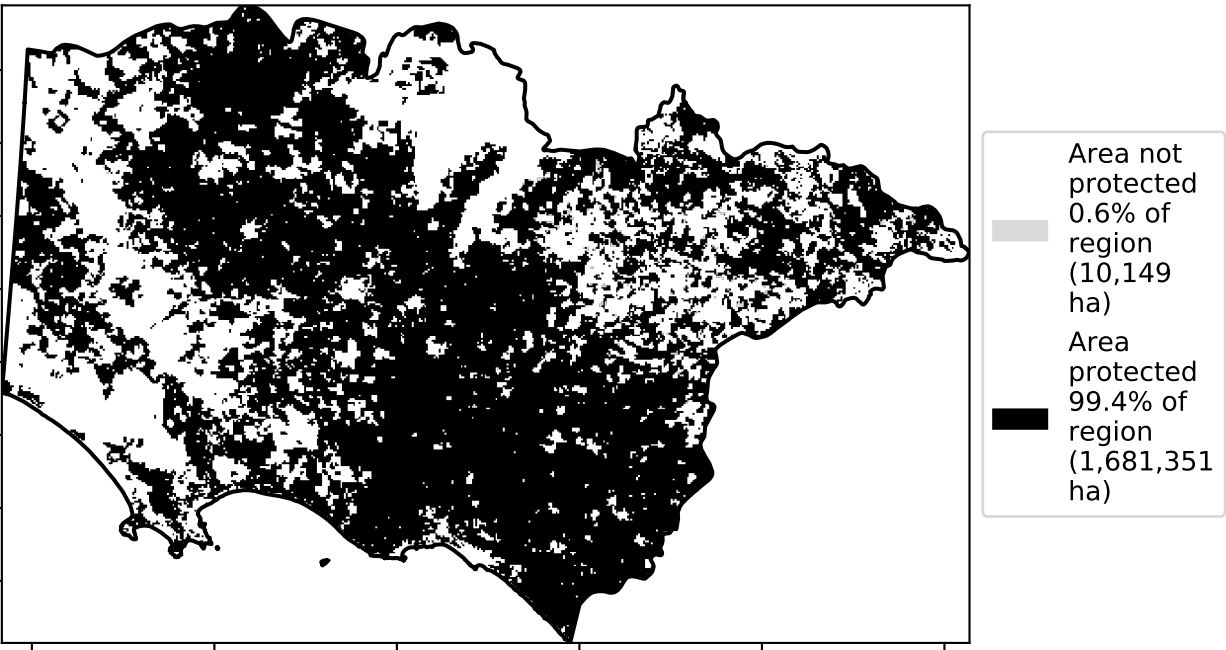 Area not
protected
0.6% of
region
(10,149
ha)
Area
protected
99.4% of
region
(1,681,351
ha)